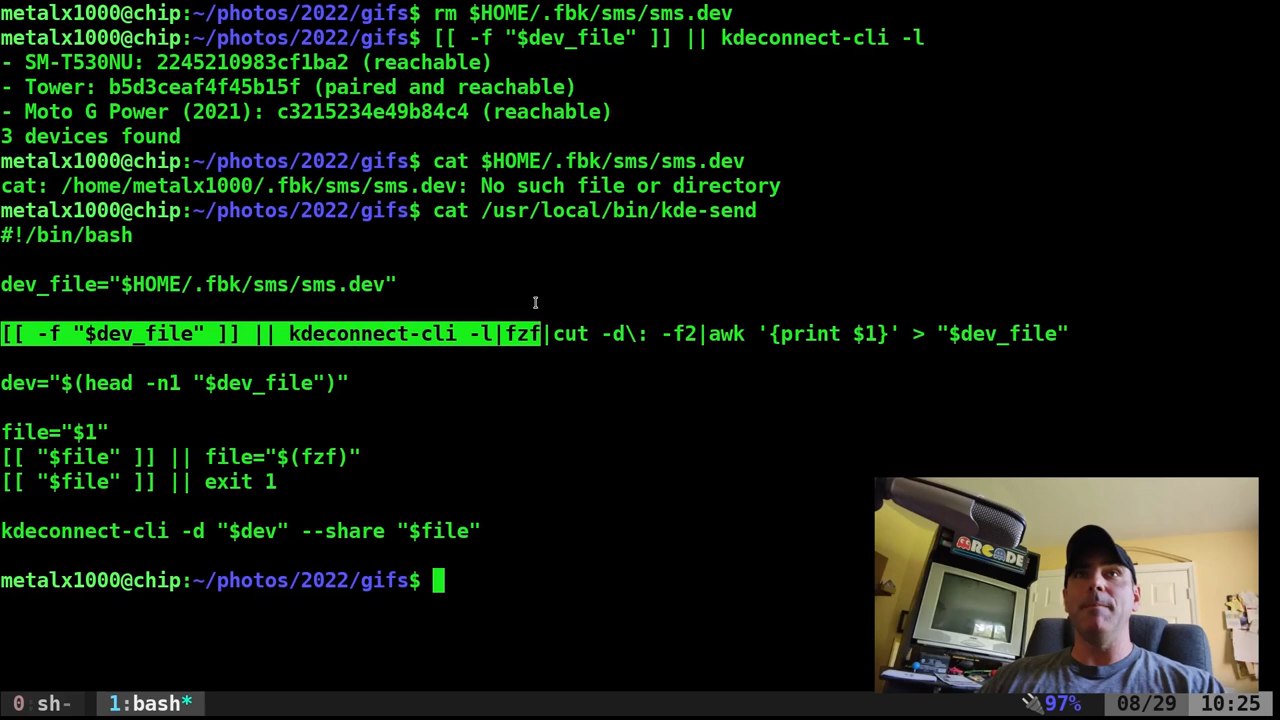 metalx1000@chip:~/photos/2022/gifs$ rm $HOME/.fbk/sms/sms.dev
metalx1000@chip:~/photos/2022/gifs$ [[ -f "$dev_file" ]] || kdeconnect-cli -l
- SM-T530NU: 2245210983cf1ba2 (reachable)
- Tower: b5d3ceaf4f45b15f (paired and reachable)
- Moto G Power (2021): c3215234e49b84c4 (reachable)
3 devices found
metalx1000@chip:~/photos/2022/gifs$ cat $HOME/.fbk/sms/sms.dev
cat: /home/metalx1000/.fbk/sms/sms.dev: No such file or directory
metalx1000@chip:~/photos/2022/gifs$ cat /usr/local/bin/kde-send
#!/bin/bash
dev_file="$HOME/.fbk/sms/sms.dev"
[[ -f "$dev_file" ]] || kdeconnect-cli -l|fzf|cut -d\: -f2|awk '{print $1}' > "$dev_file"
dev="$(head -n1 "$dev_file")"
file="$1"
[[ "$file" ]] || file="$(fzf)"
[[ "$file" ]] || exit 1
kdeconnect-cli -d "$dev" --share "$file"
metalx1000@chip:~/photos/2022/gifs$
ARCADE
0 sh- 1:bash* 97% 08/29 10:25